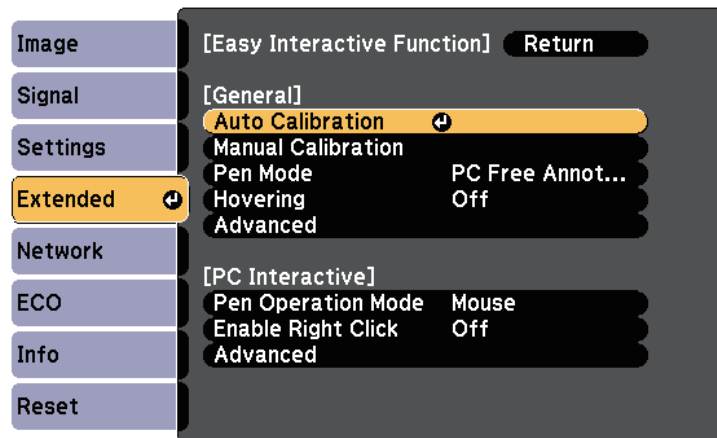 Image
Signal
Settings
Extended
Network
ECO
Info
Reset
[Easy Interactive Function] Return
[General]
Auto Calibration
Manual Calibration
Pen Mode PC Free Annot...
Hovering Off
Advanced
[PC Interactive]
Pen Operation Mode Mouse
Enable Right Click Off
Advanced